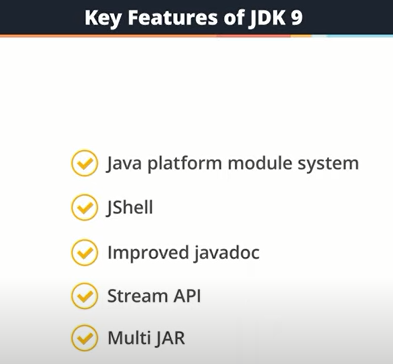 Key Features of JDK 9
Java platform module system
JShell
Improved javadoc
Stream API
Multi JAR